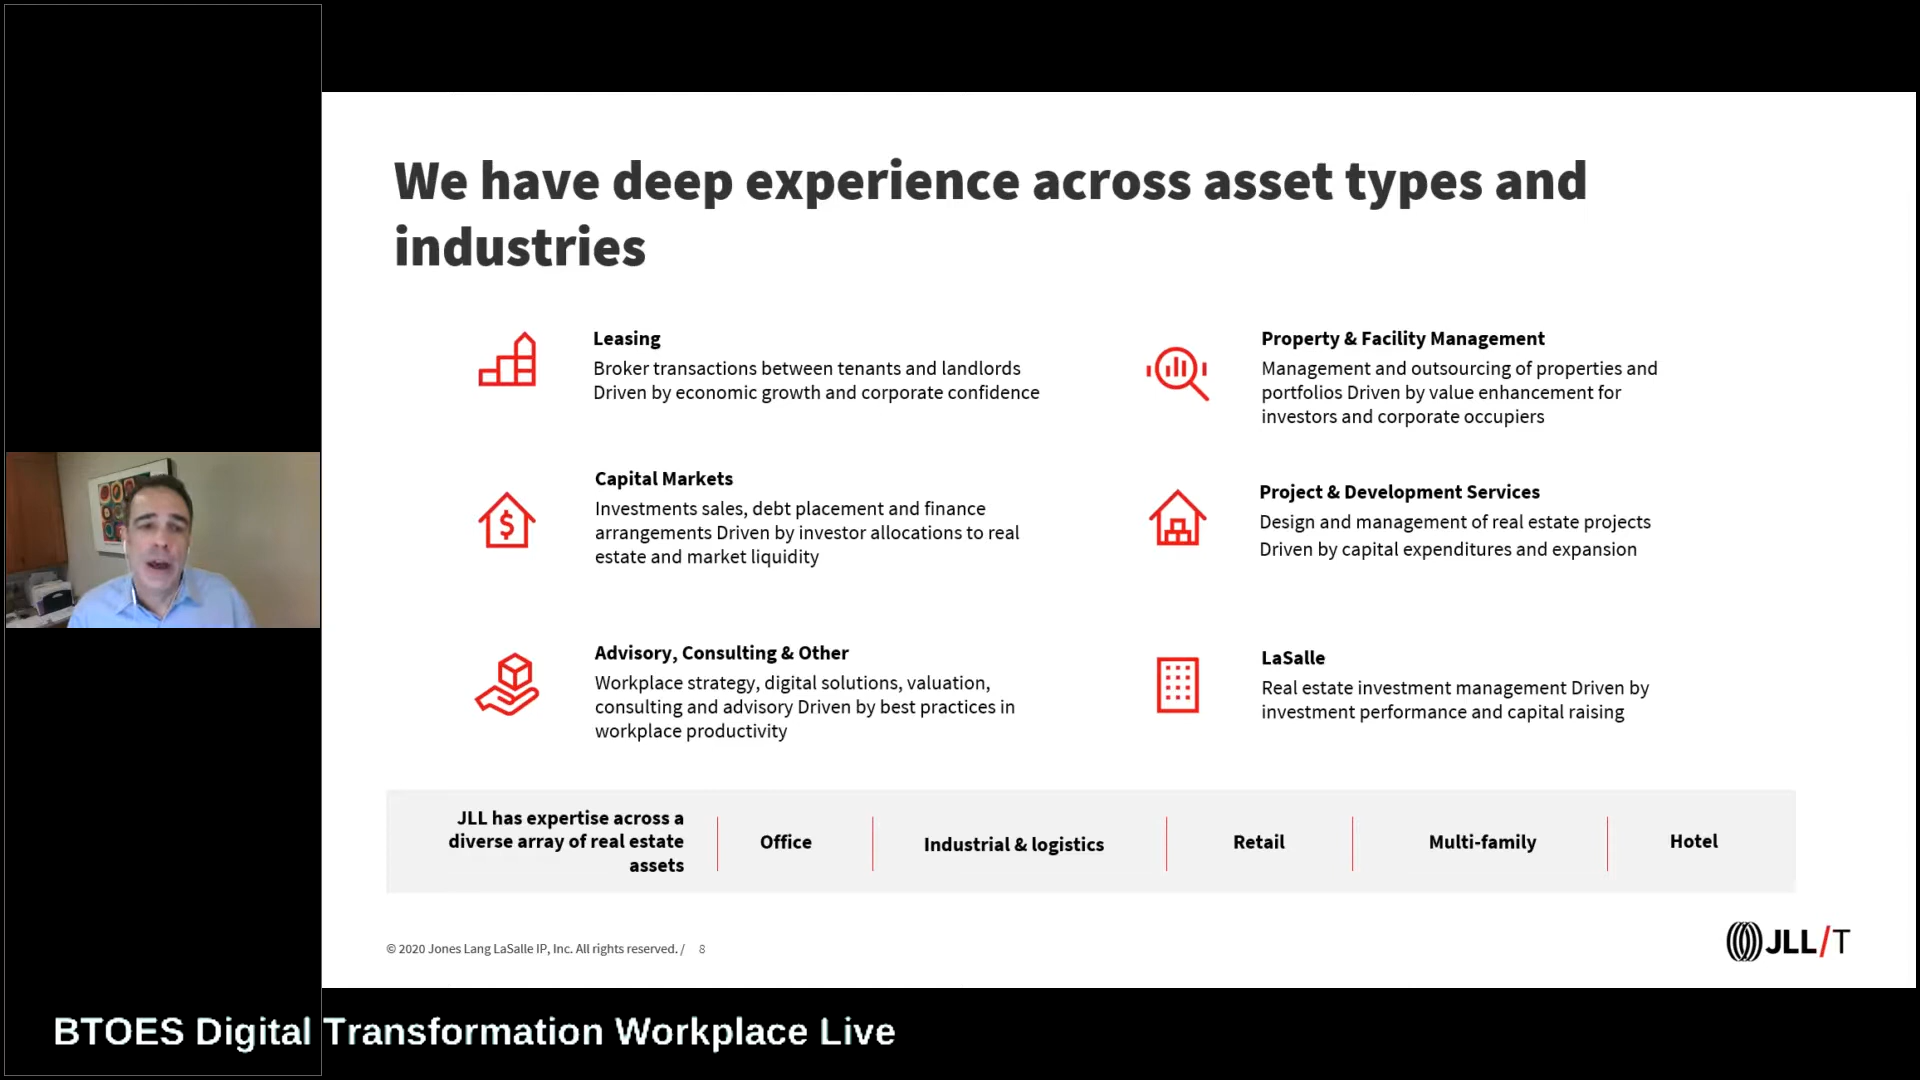 We have deep experience across asset types and
industries
Leasing
Broker transactions between tenants and landlords
Driven by economic growth and corporate confidence
Property & Facility Management
Management and outsourcing of properties and
portfolios Driven by value enhancement for
investors and corporate occupiers
Capital Markets
Investments sales, debt placement and finance
arrangements Driven by investor allocations to real
estate and market liquidity
Project & Development Services
Design and management of real estate projects
Driven by capital expenditures and expansion
Advisory, Consulting & Other
Workplace strategy, digital solutions, valuation,
consulting and advisory Driven by best practices in
workplace productivity
LaSalle
Real estate investment management Driven by
investment performance and capital raising
JLL has expertise across a
diverse array of real estate
assets
Office
Industrial & logistics
Retail
Multi-family
Hotel
© 2020 Jones Lang LaSalle IP, Inc. All rights reserved. / 8
JLL/T
BTOES Digital Transformation Workplace Live